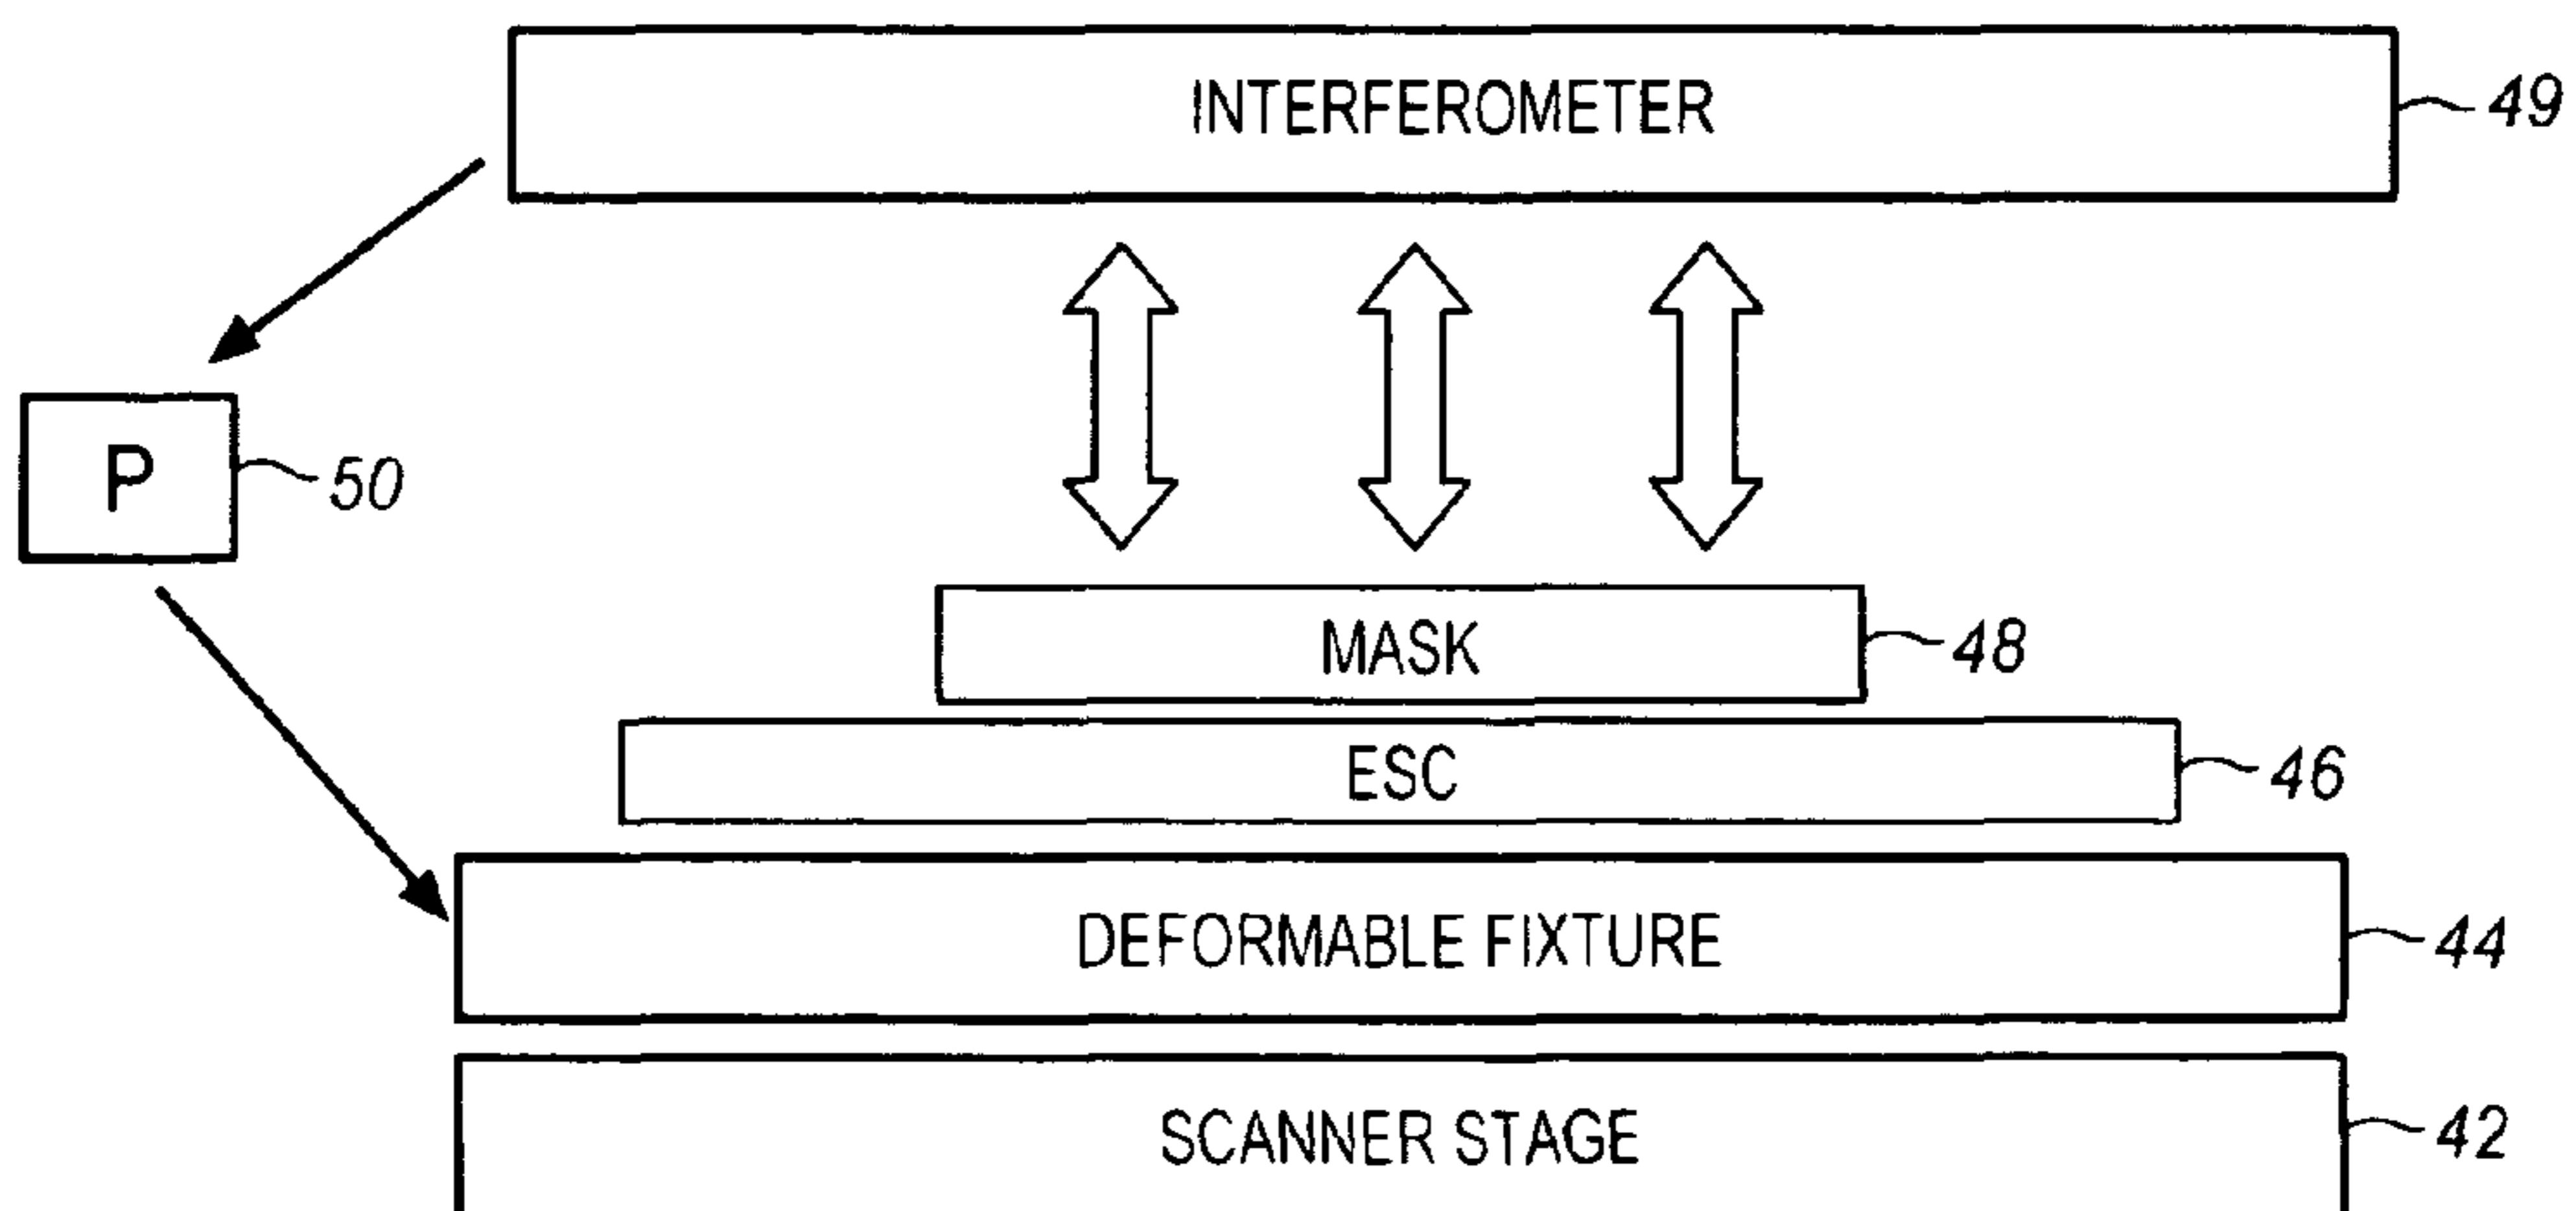 INTERFEROMETER
49
P
50
MASK
48
ESC
46
DEFORMABLE FIXTURE
44
SCANNER STAGE
42